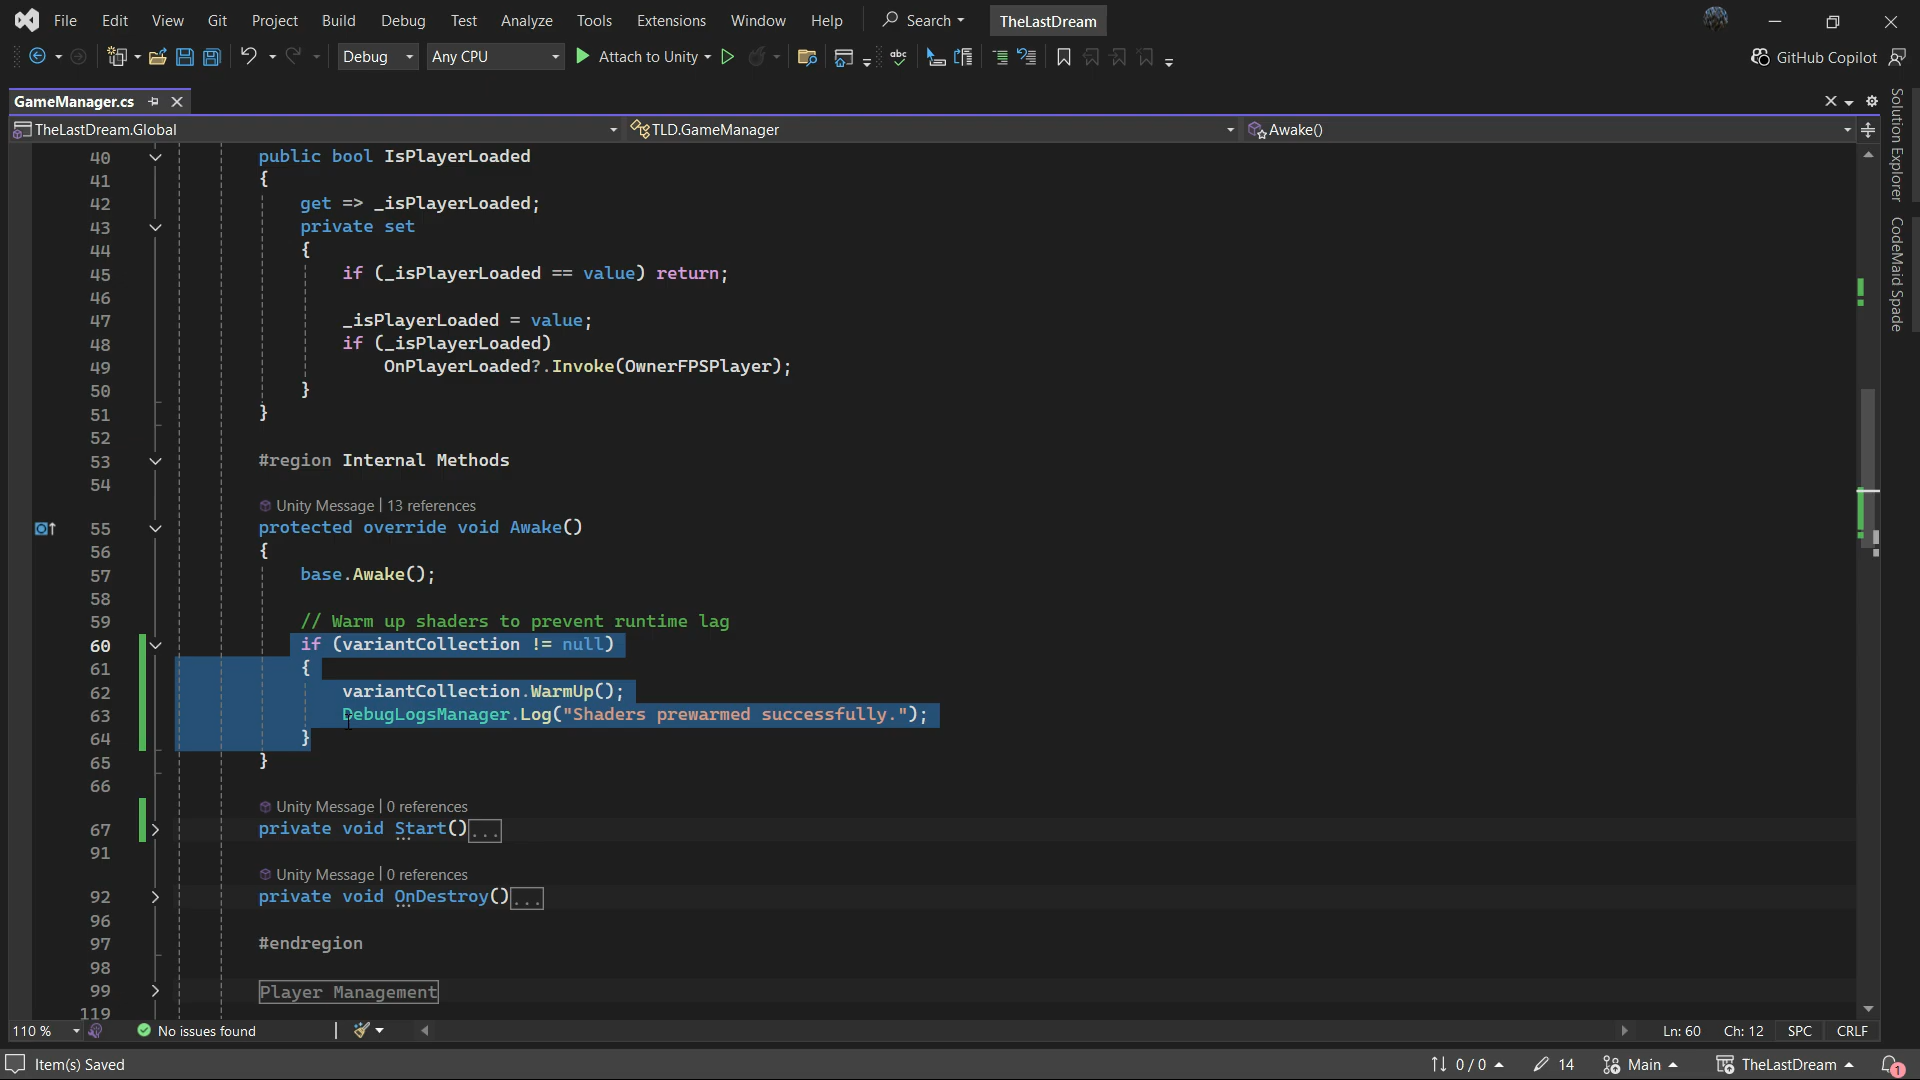 File Edit View Git Project Build Debug Test Analyze Tools Extensions Window Help Search TheLastDream
Debug Any CPU Attach to Unity abc GitHub Copilot
GameManager.cs
TheLastDream.Global TLD.GameManager Awake()
Solution Explorer
CodeMaid Spade
40 public bool IsPlayerLoaded
41 {
42 get => _isPlayerLoaded;
43 private set
44 {
45 if (_isPlayerLoaded == value) return;
46
47 _isPlayerLoaded = value;
48 if (_isPlayerLoaded)
49 OnPlayerLoaded?.Invoke(OwnerFPSPlayer);
50 }
51 }
52
53 #region Internal Methods
54
Unity Message | 13 references
55 protected override void Awake()
56 {
57 base.Awake();
58
59 // Warm up shaders to prevent runtime lag
60 if (variantCollection != null)
61 {
62 variantCollection.WarmUp();
63 DebugLogsManager.Log("Shaders prewarmed successfully.");
64 }
65 }
66
Unity Message | 0 references
67 private void Start()...
91
Unity Message | 0 references
92 private void OnDestroy()...
96
97 #endregion
98
99 Player Management
119
110 % No issues found Ln: 60 Ch: 12 SPC CRLF
Item(s) Saved 0 / 0 14 Main TheLastDream 1